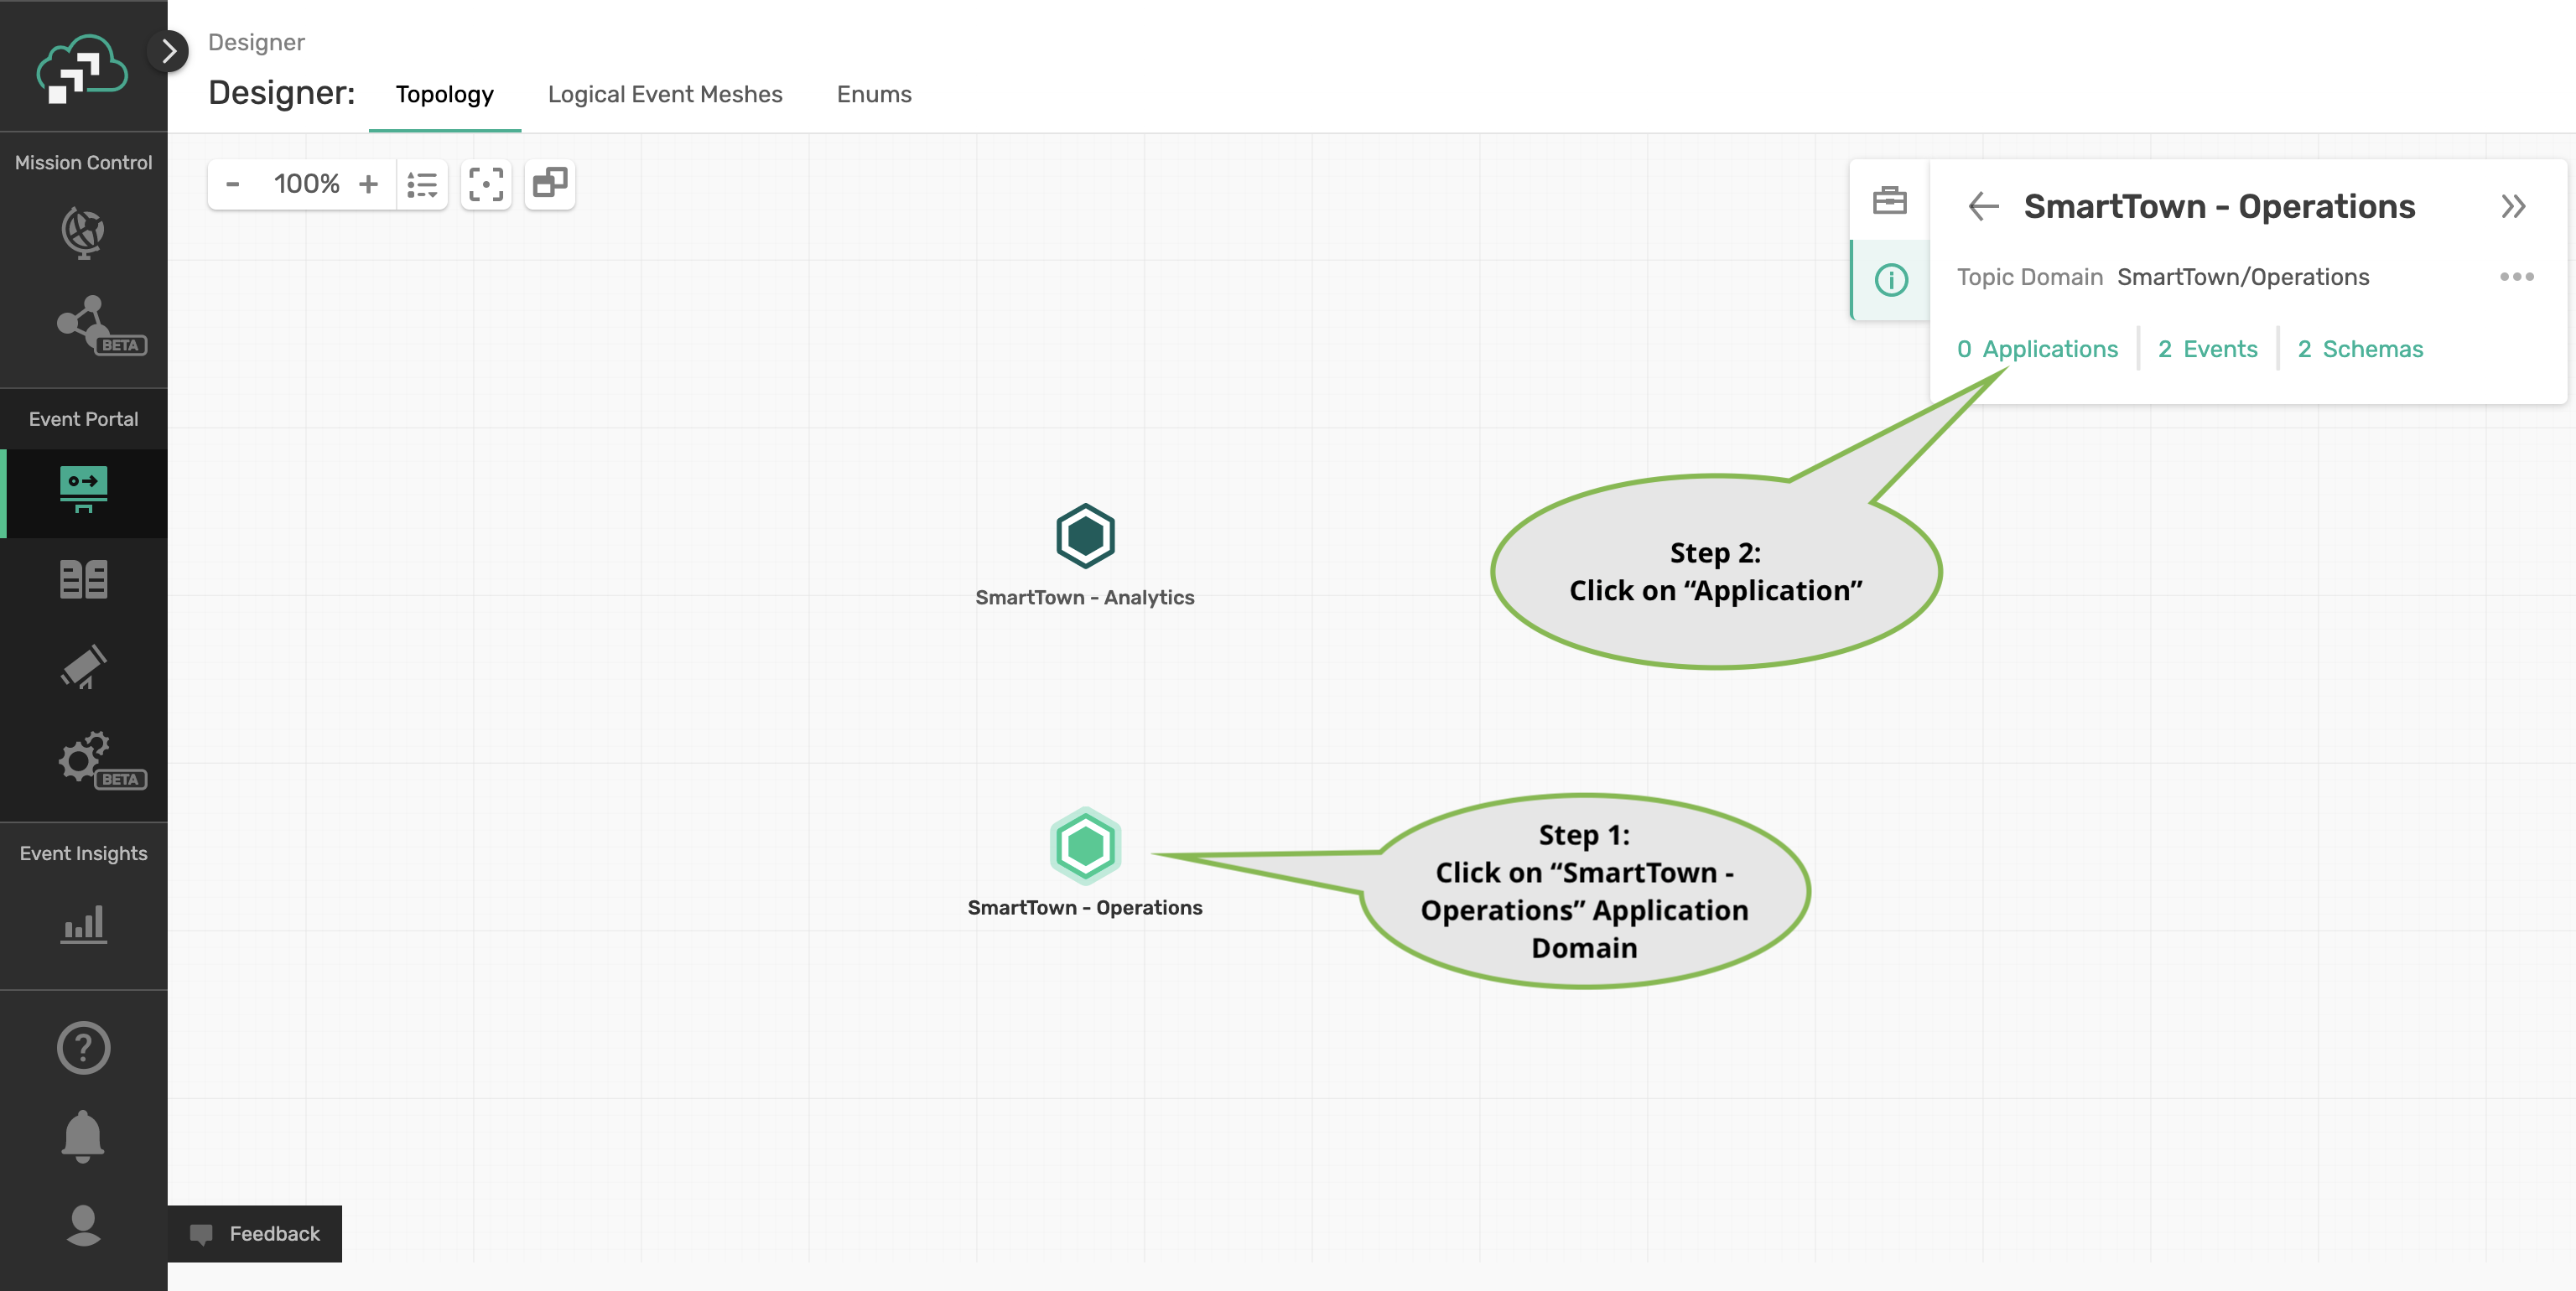 Designer
Designer: Topology Logical Event Meshes Enums
Mission Control
BETA
Event Portal
BETA
Event Insights
Feedback
- 100% +
SmartTown - Operations
Topic Domain SmartTown/Operations
0 Applications 2 Events 2 Schemas
SmartTown - Analytics
Step 2:
Click on “Application”
SmartTown - Operations
Step 1:
Click on “SmartTown -
Operations” Application
Domain